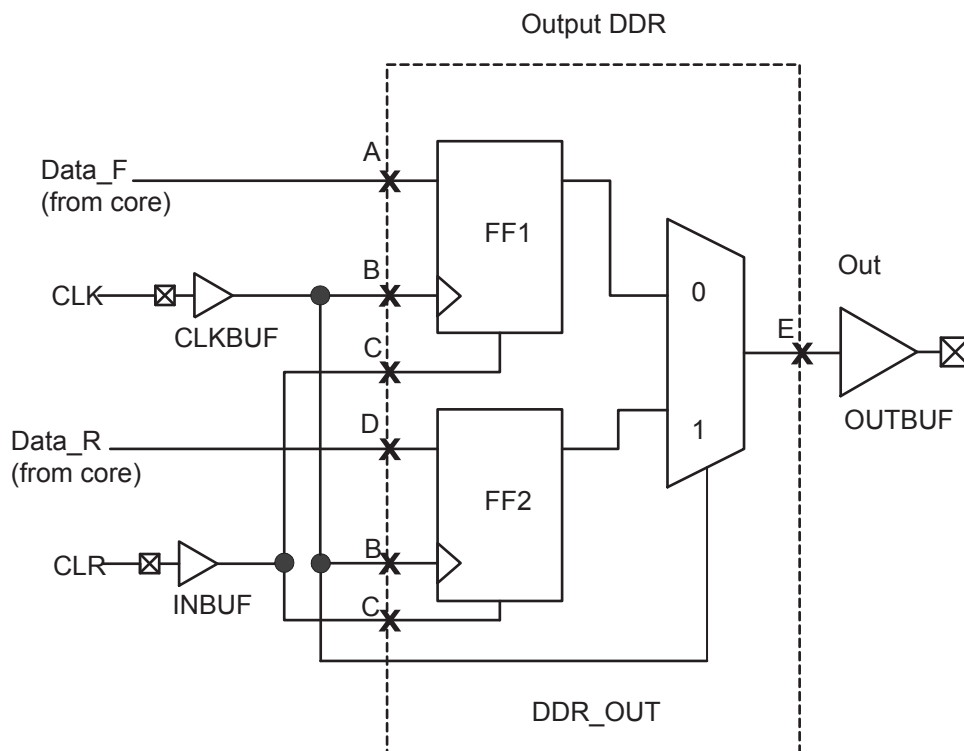 Output DDR
A
Data_F
(from core)
FF1
B
CLK
CLKBUF
0
Out
C
E
D
Data_R
(from core)
1
OUTBUF
FF2
B
CLR
INBUF
C
DDR_OUT